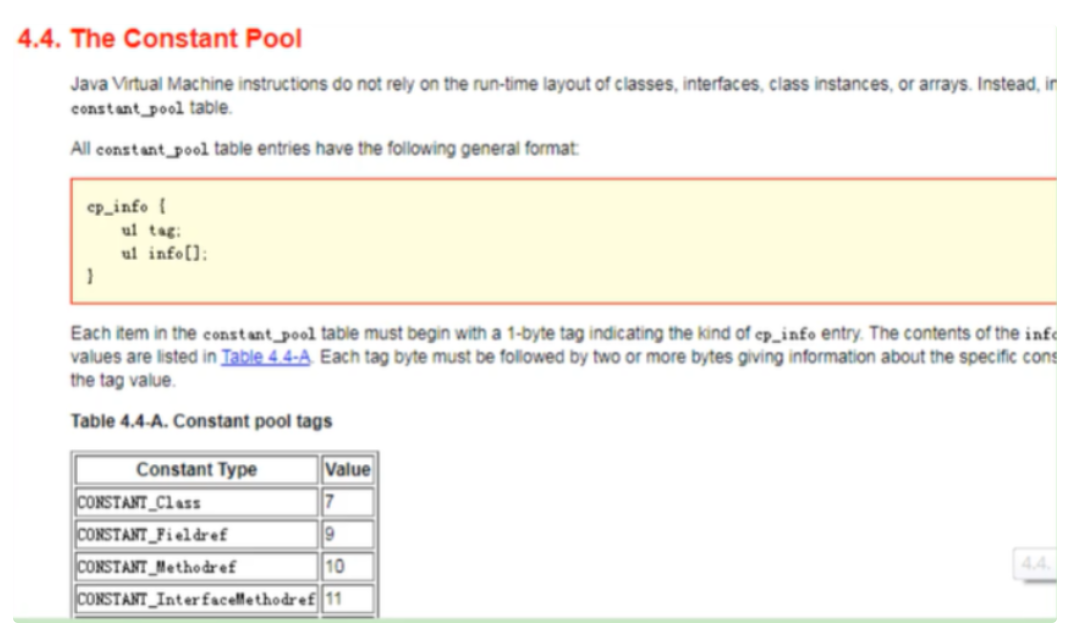 4.4. The Constant Pool
Java Virtual Machine instructions do not rely on the run-time layout of classes, interfaces, class instances, or arrays. Instead, in
constant_pool table.
All constant_pool table entries have the following general format:
cp_info {
u1 tag;
u1 info[];
}
Each item in the constant_pool table must begin with a 1-byte tag indicating the kind of cp_info entry. The contents of the info
values are listed in Table 4.4-A. Each tag byte must be followed by two or more bytes giving information about the specific cons
the tag value.
Table 4.4-A. Constant pool tags
Constant Type Value
CONSTANT_Class 7
CONSTANT_Fieldref 9
CONSTANT_Methodref 10
4.4.
CONSTANT_InterfaceMethodref 11